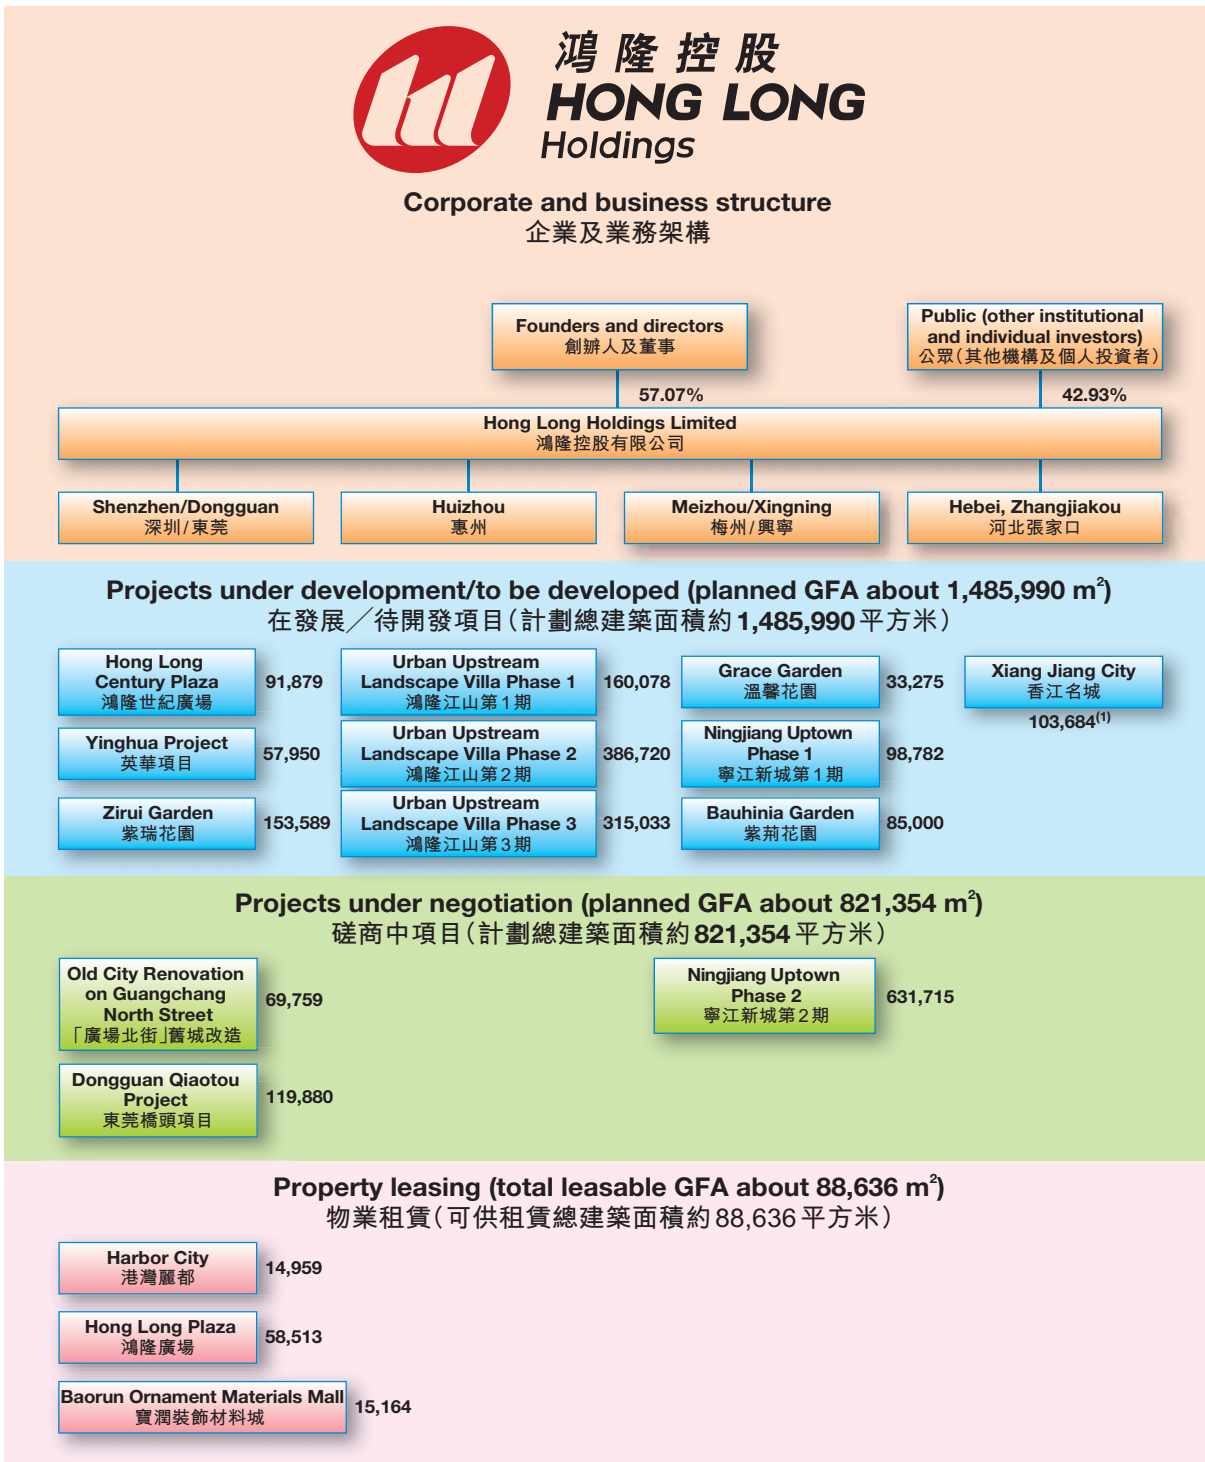 鴻隆控股
HONG LONG
Holdings
Corporate and business structure
企業及業務架構
Founders and directors
創辦人及董事
Public (other institutional
and individual investors)
公眾(其他機構及個人投資者)
57.07%
42.93%
Hong Long Holdings Limited
鴻隆控股有限公司
Shenzhen/Dongguan
深圳/東莞
Huizhou
惠州
Meizhou/Xingning
梅州/興寧
Hebei, Zhangjiakou
河北張家口
Projects under development/to be developed (planned GFA about 1,485,990 m²)
在發展╱待開發項目(計劃總建築面積約1,485,990平方米)
Hong Long
Century Plaza
鴻隆世紀廣場
91,879
Urban Upstream
Landscape Villa Phase 1
鴻隆江山第1期
160,078
Grace Garden
溫馨花園
33,275
Xiang Jiang City
香江名城
103,684(1)
Yinghua Project
英華項目
57,950
Urban Upstream
Landscape Villa Phase 2
鴻隆江山第2期
386,720
Ningjiang Uptown
Phase 1
寧江新城第1期
98,782
Zirui Garden
紫瑞花園
153,589
Urban Upstream
Landscape Villa Phase 3
鴻隆江山第3期
315,033
Bauhinia Garden
紫荊花園
85,000
Projects under negotiation (planned GFA about 821,354 m²)
磋商中項目(計劃總建築面積約821,354平方米)
Old City Renovation
on Guangchang
North Street
「廣場北街」舊城改造
69,759
Ningjiang Uptown
Phase 2
寧江新城第2期
631,715
Dongguan Qiaotou
Project
東莞橋頭項目
119,880
Property leasing (total leasable GFA about 88,636 m²)
物業租賃(可供租賃總建築面積約88,636平方米)
Harbor City
港灣麗都
14,959
Hong Long Plaza
鴻隆廣場
58,513
Baorun Ornament Materials Mall
寶潤裝飾材料城
15,164